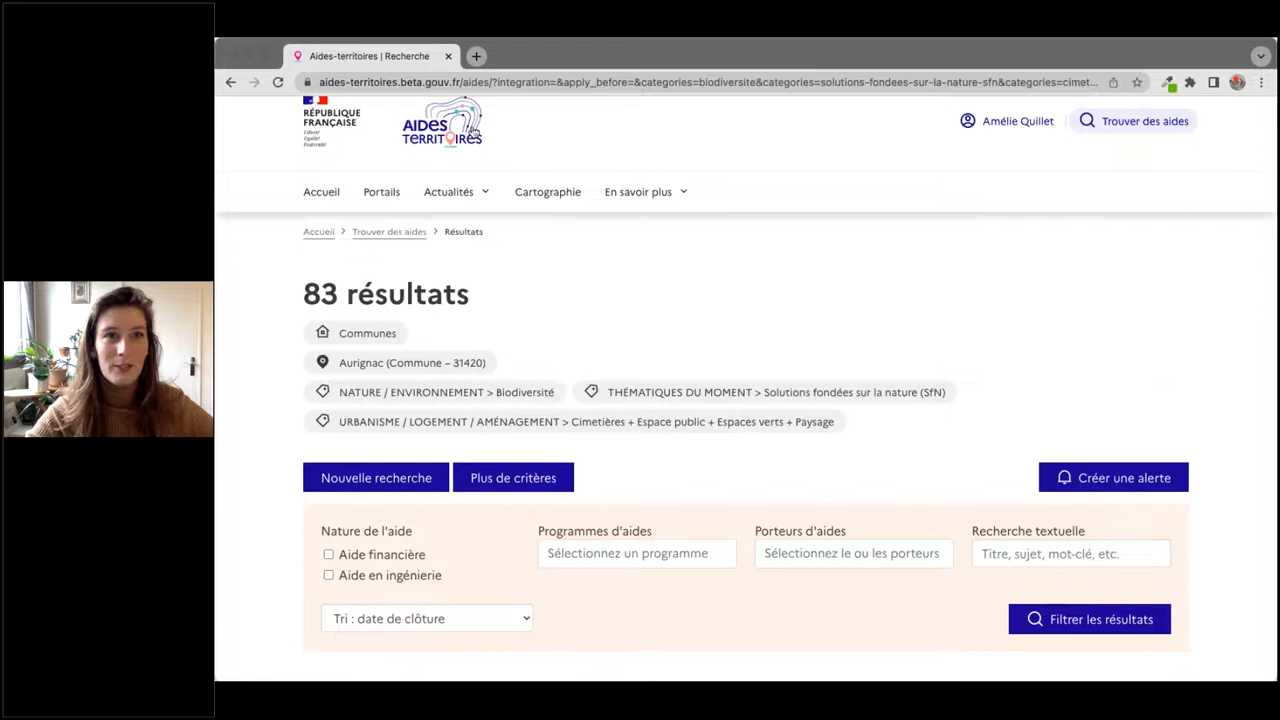 Aides-territoires | Recherche
aides-territoires.beta.gouv.fr/aides/?integration=&apply_before=&categories=biodiversite&categories=solutions-fondees-sur-la-nature-sfn&categories=cimet...
RÉPUBLIQUE
FRANÇAISE
Liberté
Égalité
Fraternité
AIDES
TERRITOIRES
Amélie Quillet
Trouver des aides
Accueil
Portails
Actualités
Cartographie
En savoir plus
Accueil > Trouver des aides > Résultats
83 résultats
Communes
Aurignac (Commune – 31420)
NATURE / ENVIRONNEMENT > Biodiversité
THÉMATIQUES DU MOMENT > Solutions fondées sur la nature (SfN)
URBANISME / LOGEMENT / AMÉNAGEMENT > Cimetières + Espace public + Espaces verts + Paysage
Nouvelle recherche
Plus de critères
Créer une alerte
Nature de l'aide
Aide financière
Aide en ingénierie
Programmes d'aides
Sélectionnez un programme
Porteurs d'aides
Sélectionnez le ou les porteurs
Recherche textuelle
Titre, sujet, mot-clé, etc.
Tri : date de clôture
Filtrer les résultats